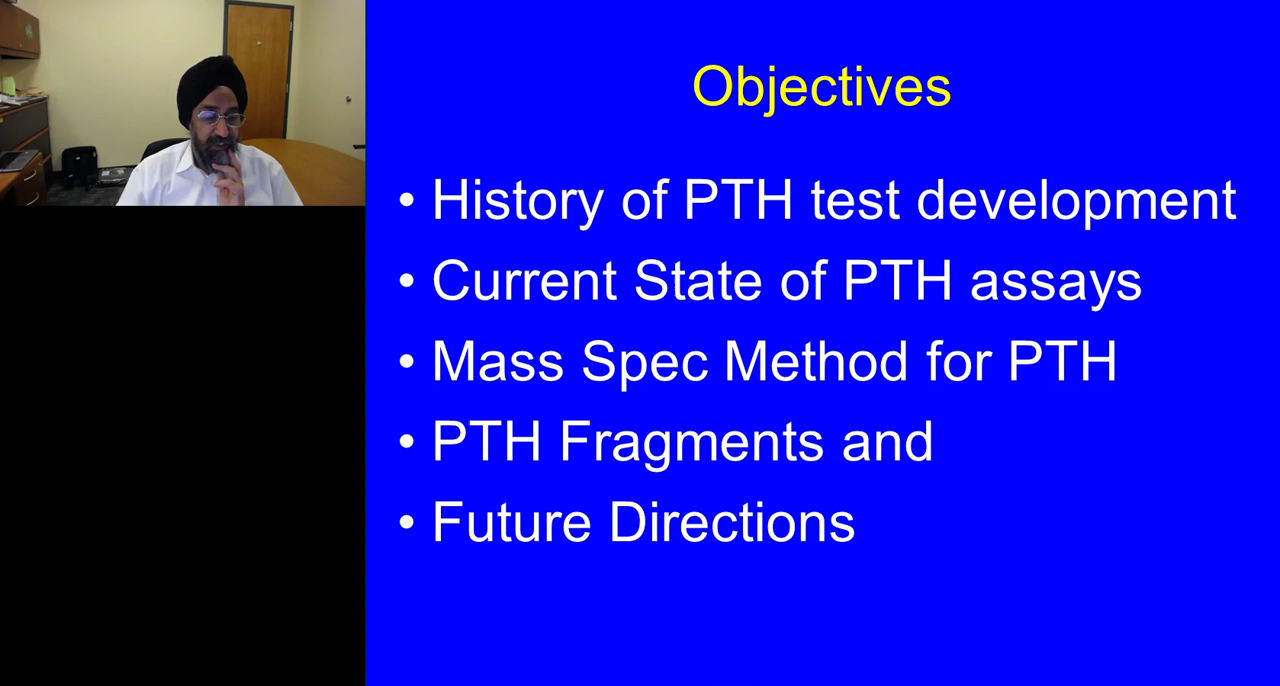 Objectives
• History of PTH test development
• Current State of PTH assays
• Mass Spec Method for PTH
• PTH Fragments and
• Future Directions